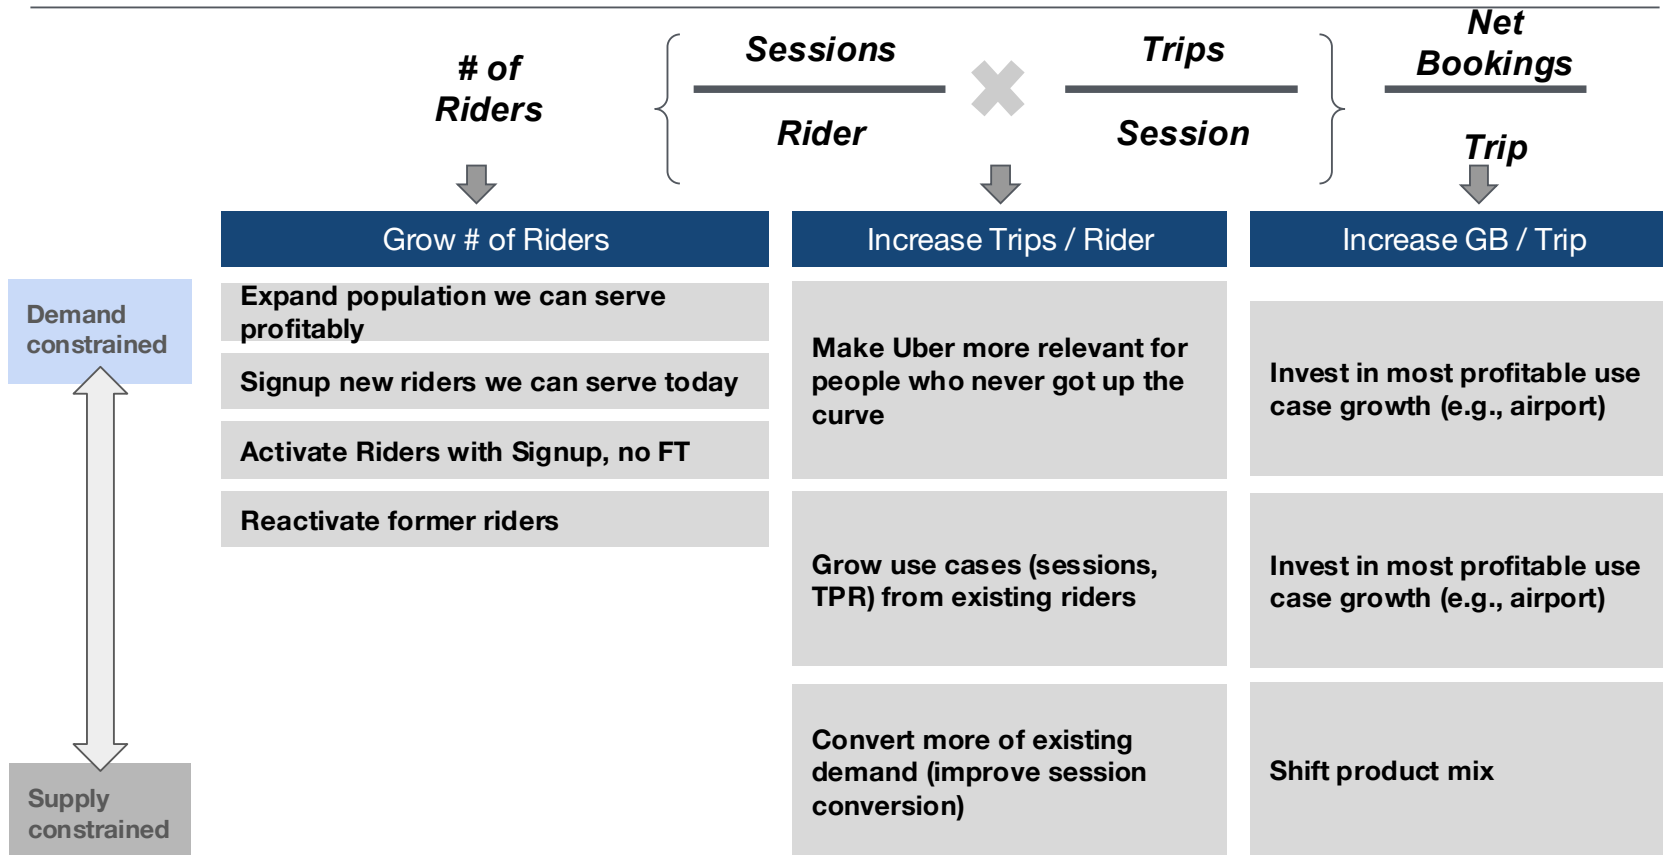 # of
Riders
Sessions
Rider
Trips
Session
Net
Bookings
Trip
Grow # of Riders
Increase Trips / Rider
Increase GB / Trip
Demand
constrained
Supply
constrained
Expand population we can serve
profitably
Signup new riders we can serve today
Activate Riders with Signup, no FT
Reactivate former riders
Make Uber more relevant for
people who never got up the
curve
Grow use cases (sessions,
TPR) from existing riders
Convert more of existing
demand (improve session
conversion)
Invest in most profitable use
case growth (e.g., airport)
Invest in most profitable use
case growth (e.g., airport)
Shift product mix